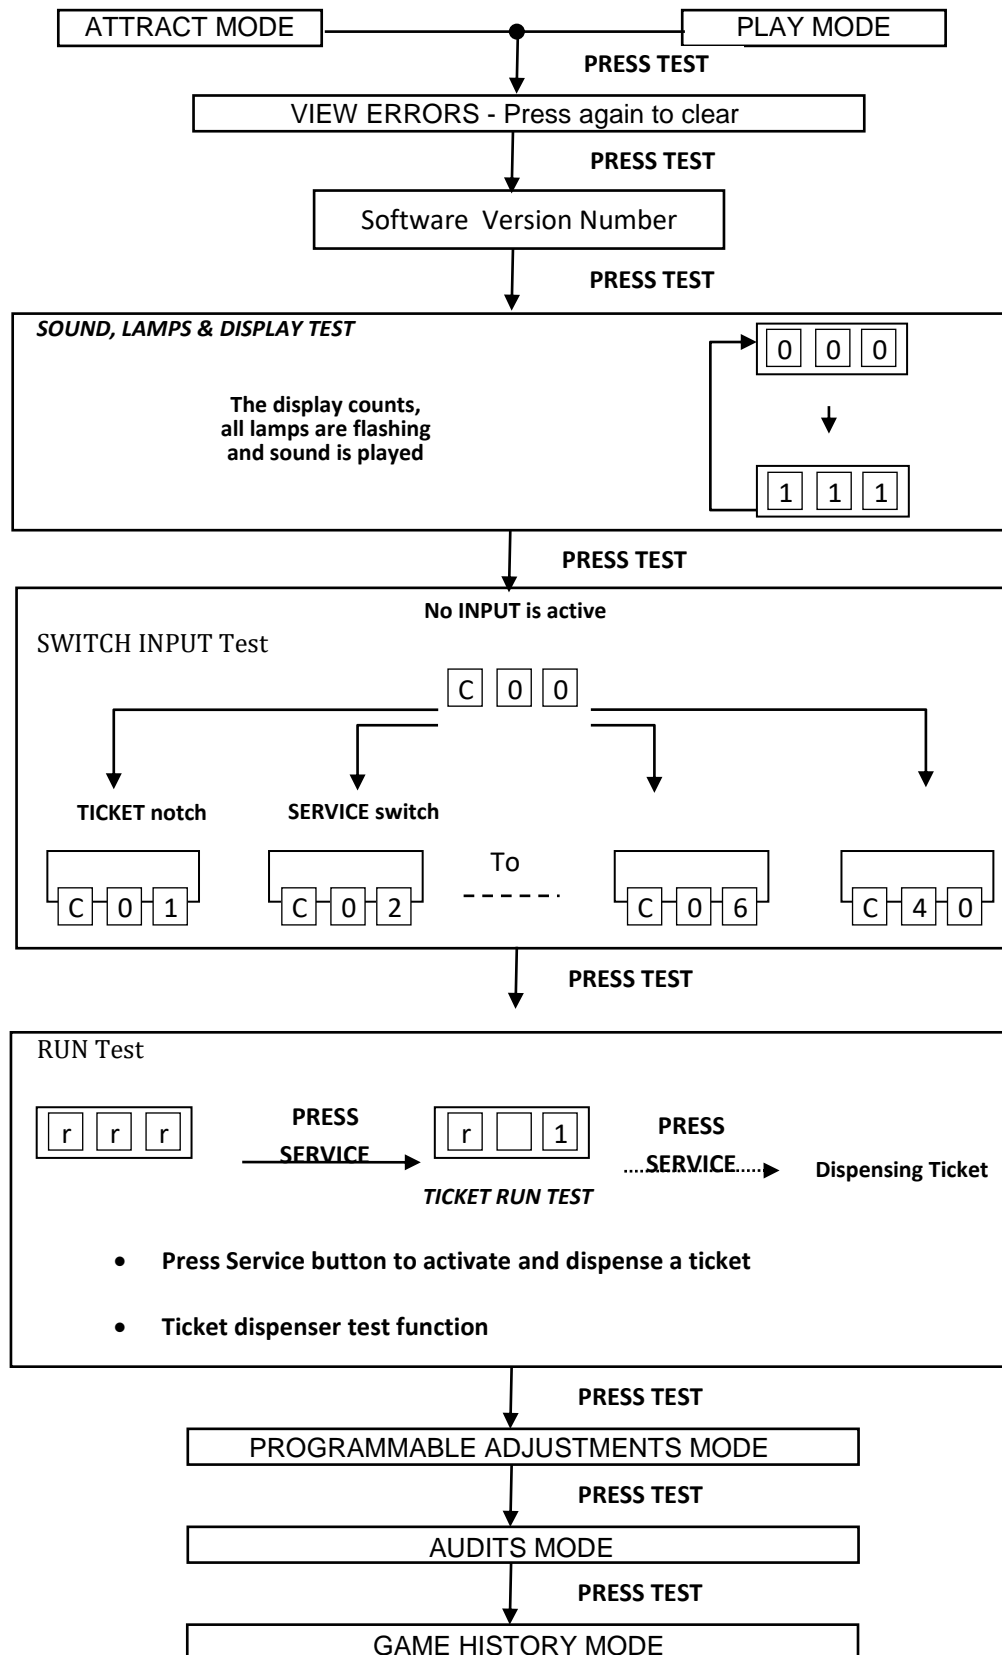 ATTRACT MODE
PLAY MODE
PRESS TEST
VIEW ERRORS - Press again to clear
PRESS TEST
Software Version Number
PRESS TEST
SOUND, LAMPS & DISPLAY TEST
0 0 0
The display counts,
all lamps are flashing
and sound is played
1 1 1
PRESS TEST
No INPUT is active
SWITCH INPUT Test
C 0 0
TICKET notch
SERVICE switch
To
C 0 1
C 0 2
C 0 6
C 4 0
PRESS TEST
RUN Test
r r r
PRESS
SERVICE
r 1
TICKET RUN TEST
PRESS
SERVICE
Dispensing Ticket
• Press Service button to activate and dispense a ticket
• Ticket dispenser test function
PRESS TEST
PROGRAMMABLE ADJUSTMENTS MODE
PRESS TEST
AUDITS MODE
PRESS TEST
GAME HISTORY MODE